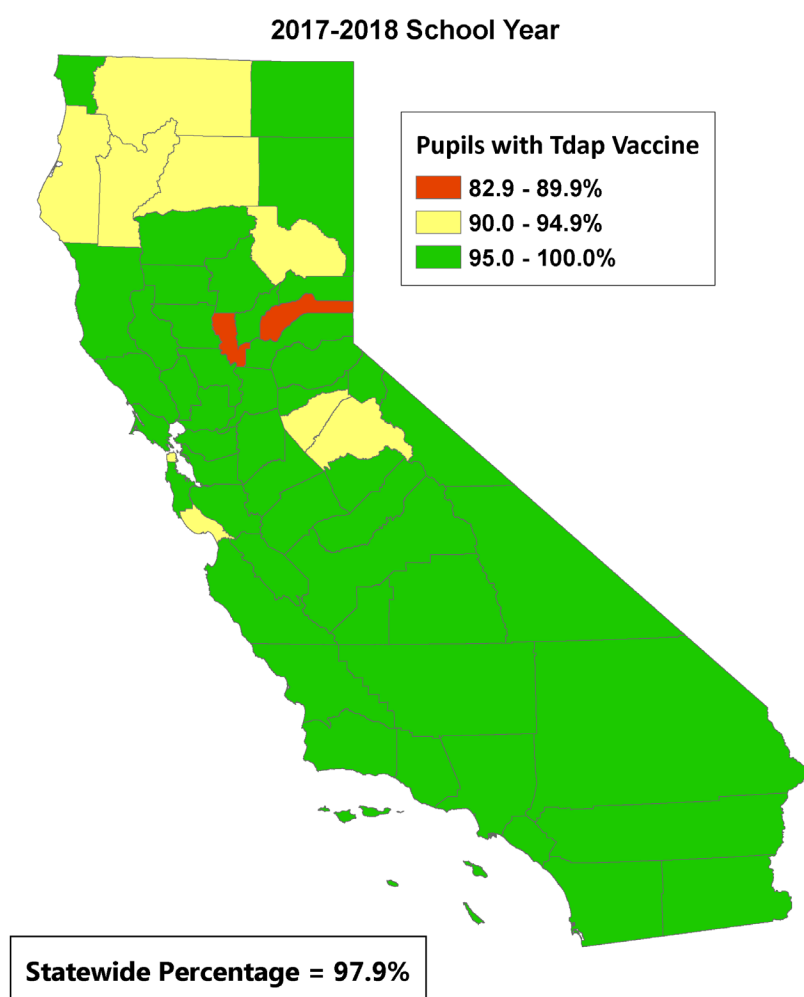 2017-2018 School Year
Pupils with Tdap Vaccine
82.9 - 89.9%
90.0 - 94.9%
95.0 - 100.0%
Statewide Percentage = 97.9%